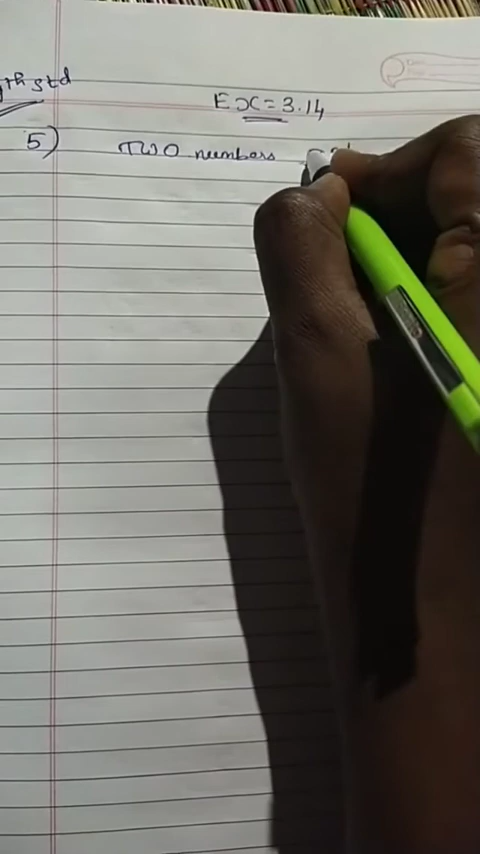 9th std
Ex = 3.14
5) Two numbers